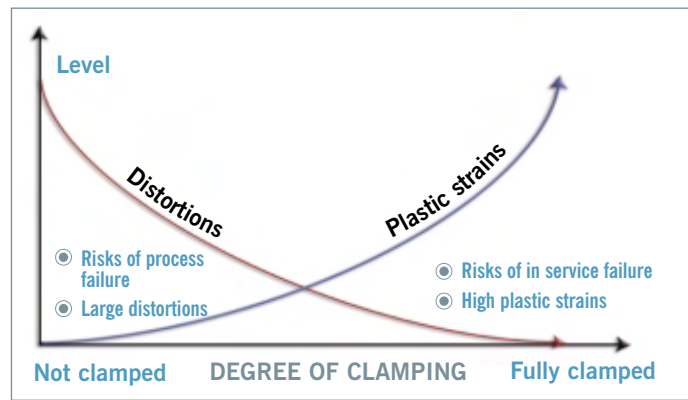 Level
Distortions
Plastic strains
Risks of process
failure
Large distortions
Risks of in service failure
High plastic strains
Not clamped
DEGREE OF CLAMPING
Fully clamped